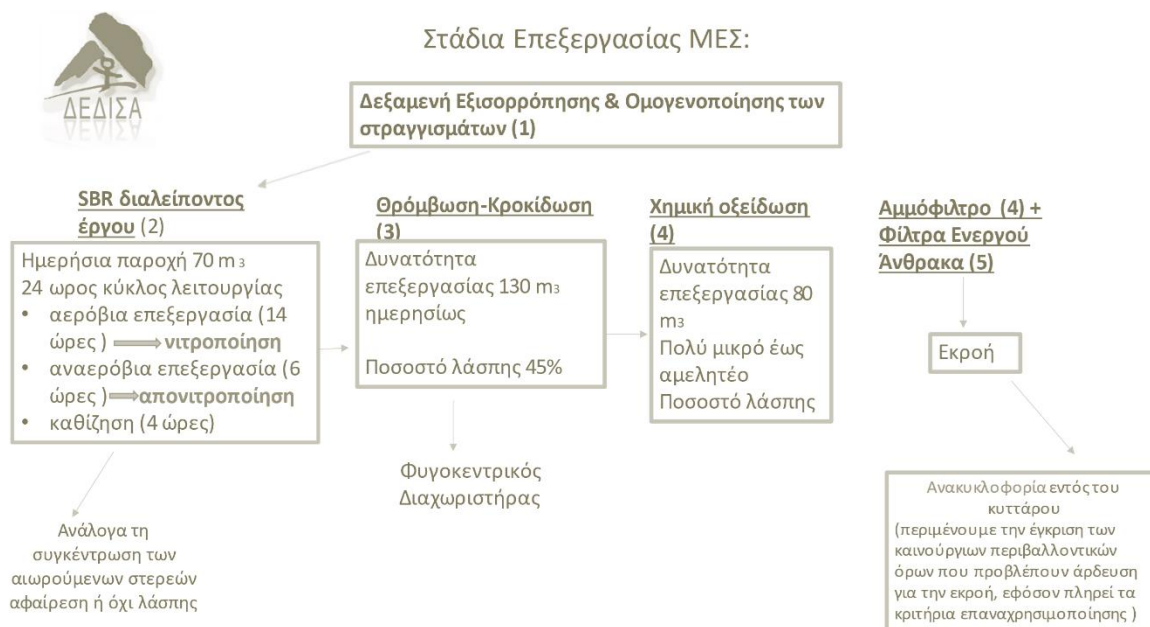 ΔΕΔΙΣΑ
Στάδια Επεξεργασίας ΜΕΣ:
Δεξαμενή Εξισορρόπησης & Ομογενοποίησης των
στραγγισμάτων (1)
SBR διαλείποντος
έργου (2)
Ημερήσια παροχή 70 m3
24 ωρος κύκλος λειτουργίας
• αερόβια επεξεργασία (14
ώρες ) νιτροποίηση
• αναερόβια επεξεργασία (6
ώρες ) απονιτροποίηση
• καθίζηση (4 ώρες)
Ανάλογα τη
συγκέντρωση των
αιωρούμενων στερεών
αφαίρεση ή όχι λάσπης
Θρόμβωση-Κροκίδωση
(3)
Δυνατότητα
επεξεργασίας 130 m3
ημερησίως
Ποσοστό λάσπης 45%
Φυγοκεντρικός
Διαχωριστήρας
Χημική οξείδωση
(4)
Δυνατότητα
επεξεργασίας 80
m3
Πολύ μικρό έως
αμελητέο
Ποσοστό λάσπης
Αμμόφιλτρο (4) +
Φίλτρα Ενεργού
Άνθρακα (5)
Εκροή
Ανακυκλοφορία εντός του
κυττάρου
(περιμένουμε την έγκριση των
καινούργιων περιβαλλοντικών
όρων που προβλέπουν άρδευση
για την εκροή, εφόσον πληρεί τα
κριτήρια επαναχρησιμοποίησης )